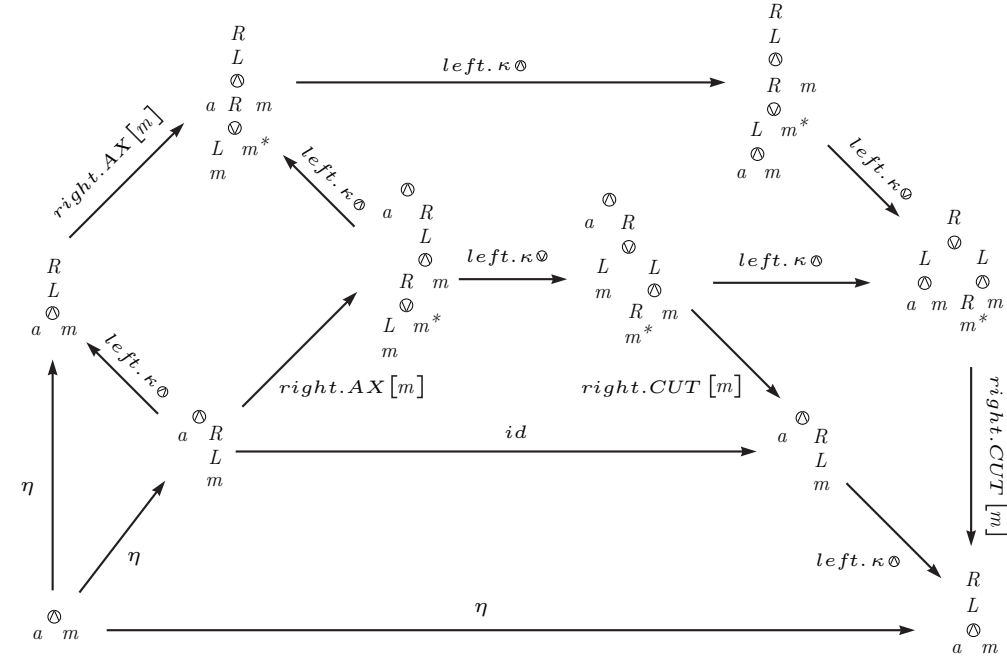 R
L
Ⓐ
a R m
Ⓥ
L m*
m
left. κ Ⓐ
R
L
Ⓐ
R m
Ⓥ
L m*
Ⓐ
a m
right. AX [m]
left. κ Ⓐ
left. κ Ⓥ
Ⓐ
a R
L
Ⓐ
R m
Ⓥ
L m*
m
left. κ Ⓥ
Ⓐ
a R
Ⓥ
L L
m Ⓐ
R m
m*
left. κ Ⓐ
R
Ⓥ
L L
Ⓐ Ⓐ
a m R m
m*
R
L
Ⓐ
a m
left. κ Ⓐ
right. AX [m]
right. CUT [m]
right. CUT [m]
Ⓐ
a R
L
m
id
Ⓐ
a R
L
m
η
η
left. κ Ⓐ
Ⓐ
a m
η
R
L
Ⓐ
a m